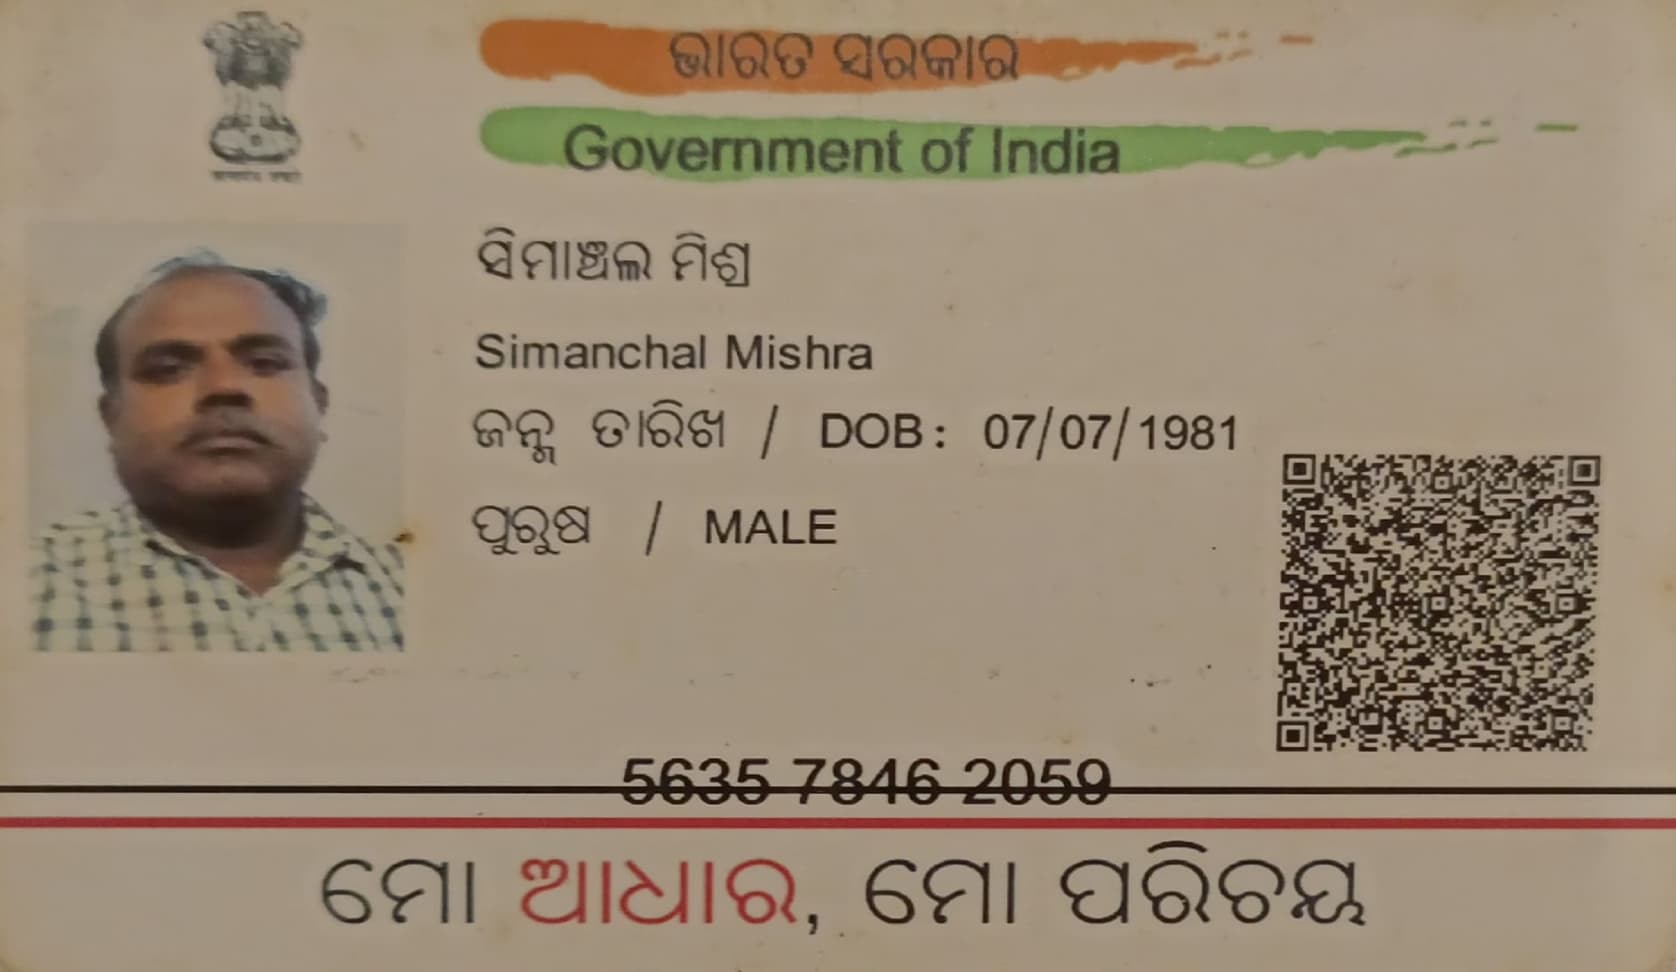 ଭାରତ ସରକାର
Government of India
ସିମାଞ୍ଚଳ ମିଶ୍ର
Simanchal Mishra
ଜନ୍ମ ତାରିଖ / DOB: 07/07/1981
ପୁରୁଷ / MALE
5635 7846 2059
ମୋ ଆଧାର, ମୋ ପରିଚୟ